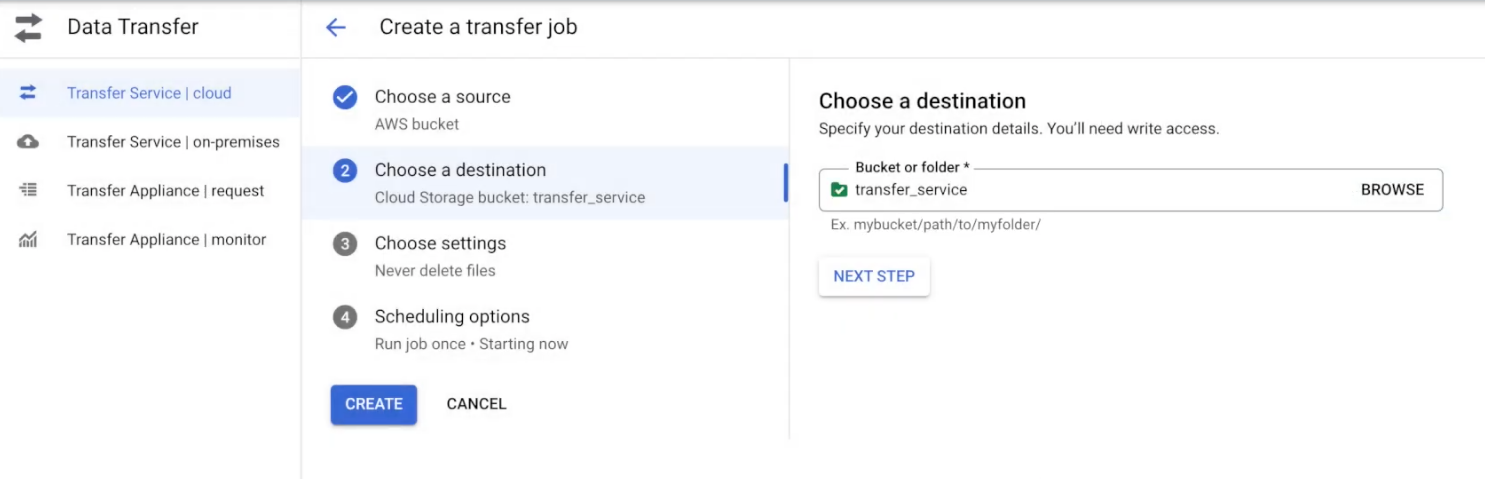 Data Transfer
Transfer Service | cloud
Transfer Service | on-premises
Transfer Appliance | request
Transfer Appliance | monitor
Create a transfer job
Choose a source
AWS bucket
2
Choose a destination
Cloud Storage bucket: transfer_service
3
Choose settings
Never delete files
4
Scheduling options
Run job once • Starting now
CREATE
CANCEL
Choose a destination
Specify your destination details. You'll need write access.
Bucket or folder *
transfer_service
BROWSE
Ex. mybucket/path/to/myfolder/
NEXT STEP